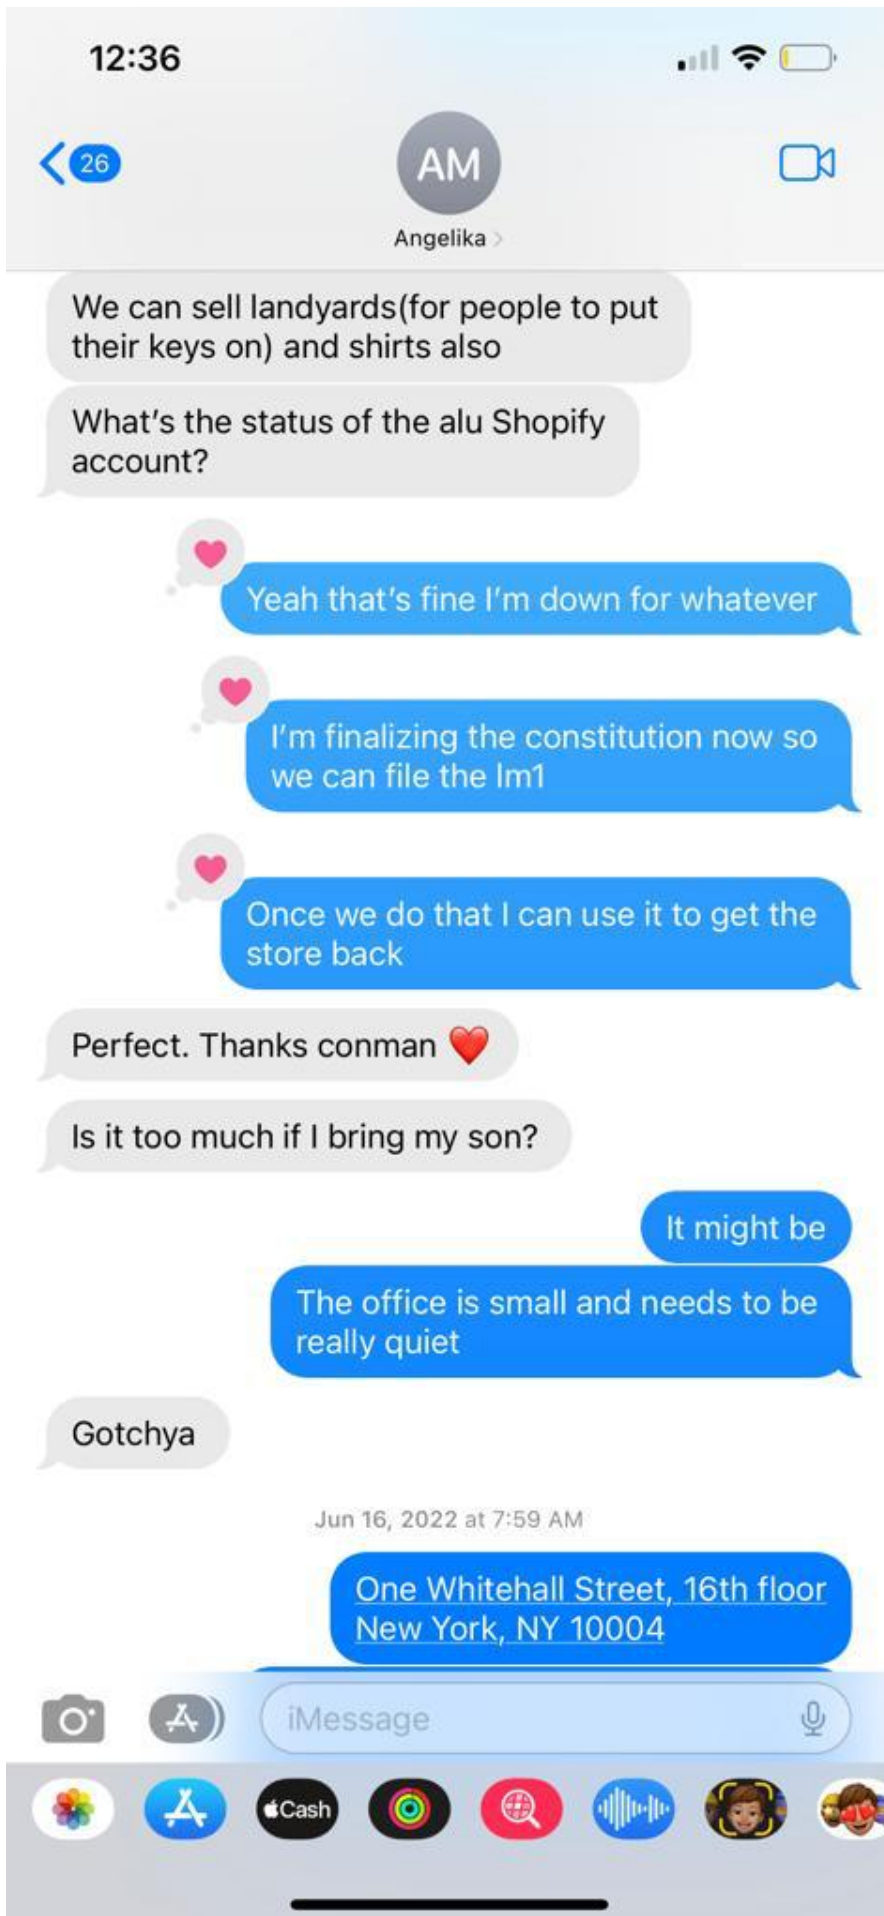 12:36
26
AM
Angelika
We can sell landyards(for people to put
their keys on) and shirts also
What's the status of the alu Shopify
account?
Yeah that's fine I'm down for whatever
I'm finalizing the constitution now so
we can file the lm1
Once we do that I can use it to get the
store back
Perfect. Thanks conman ❤️
Is it too much if I bring my son?
It might be
The office is small and needs to be
really quiet
Gotchya
Jun 16, 2022 at 7:59 AM
One Whitehall Street, 16th floor
New York, NY 10004
iMessage
Cash